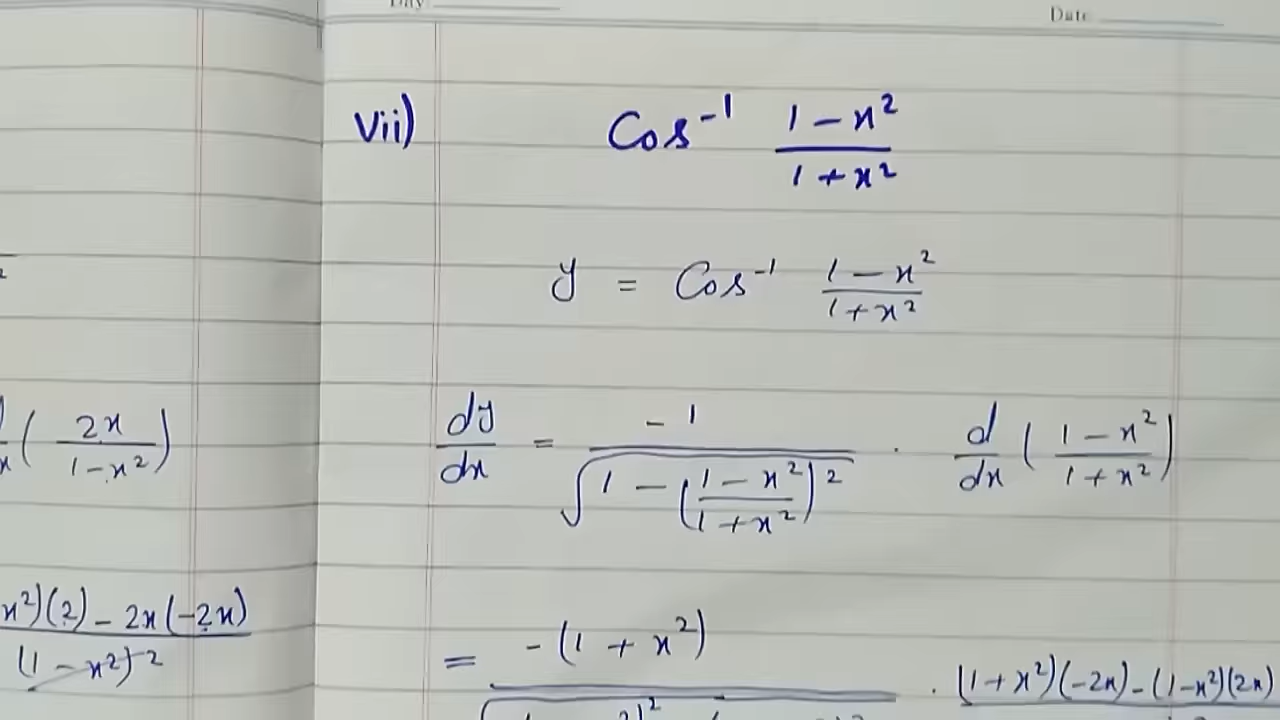 Day Date
vii) Cos⁻¹ (1 - x²)/(1 + x²)
y = Cos⁻¹ (1 - x²)/(1 + x²)
(2x/(1 - x²))
dy/dx = -1/√(1 - ((1 - x²)/(1 + x²))²) · d/dx ((1 - x²)/(1 + x²))
x²)(2) - 2x(-2x)
(1 - x²)²
= -(1 + x²) · (1 + x²)(-2x) - (1 - x²)(2x)